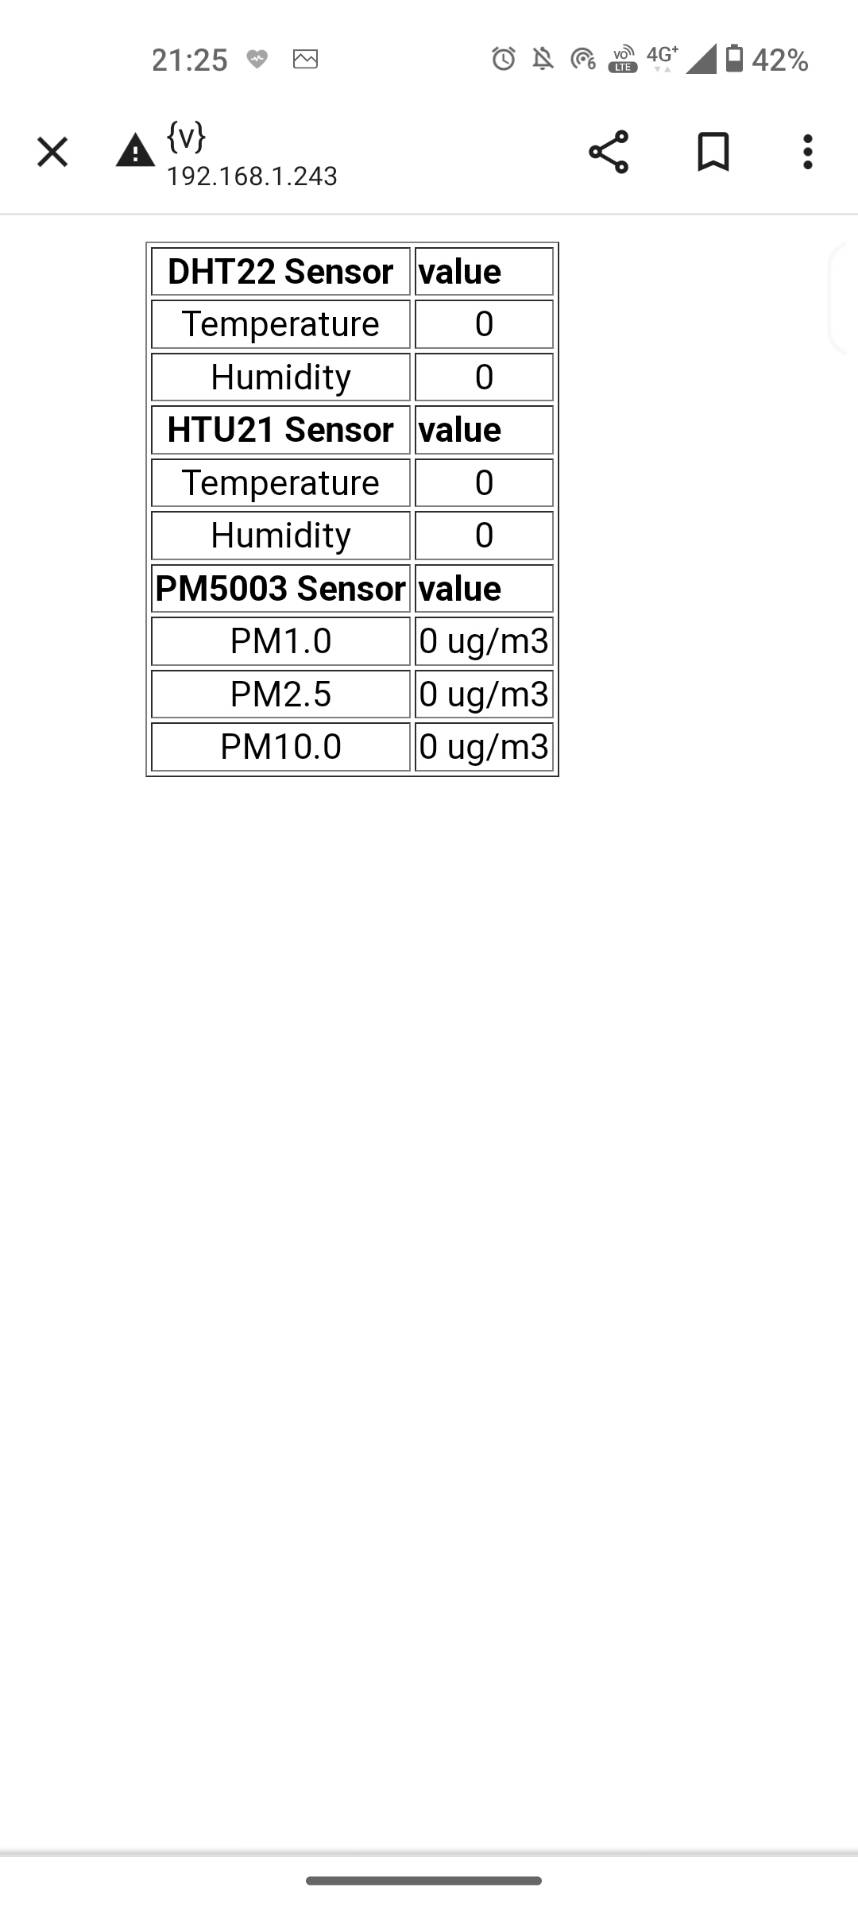 21:25 6 VO LTE 4G+ 42%
{v}
192.168.1.243
DHT22 Sensor value
Temperature 0
Humidity 0
HTU21 Sensor value
Temperature 0
Humidity 0
PM5003 Sensor value
PM1.0 0 ug/m3
PM2.5 0 ug/m3
PM10.0 0 ug/m3